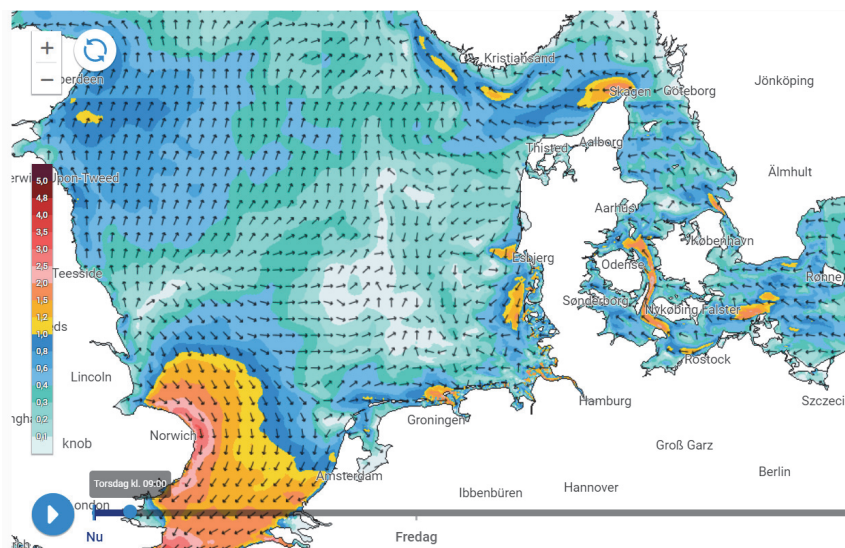 +
−
Kristiansand
Jönköping
Skagen
Göteborg
Thisted
Aalborg
Älmhult
Upon-Tweed
5,0
4,8
4,0
3,5
3,0
2,5
2,0
1,5
1,2
1,0
0,8
0,6
0,4
0,3
0,2
0,1
Aarhus
København
Teesside
Esbjerg
Odense
Rønne
Sønderborg
Nykøbing Falster
Rostock
Lincoln
Hamburg
Groningen
Norwich
knob
Groß Garz
Amsterdam
Berlin
Ibbenbüren
Hannover
Torsdag kl. 09:00
Nu
Fredag